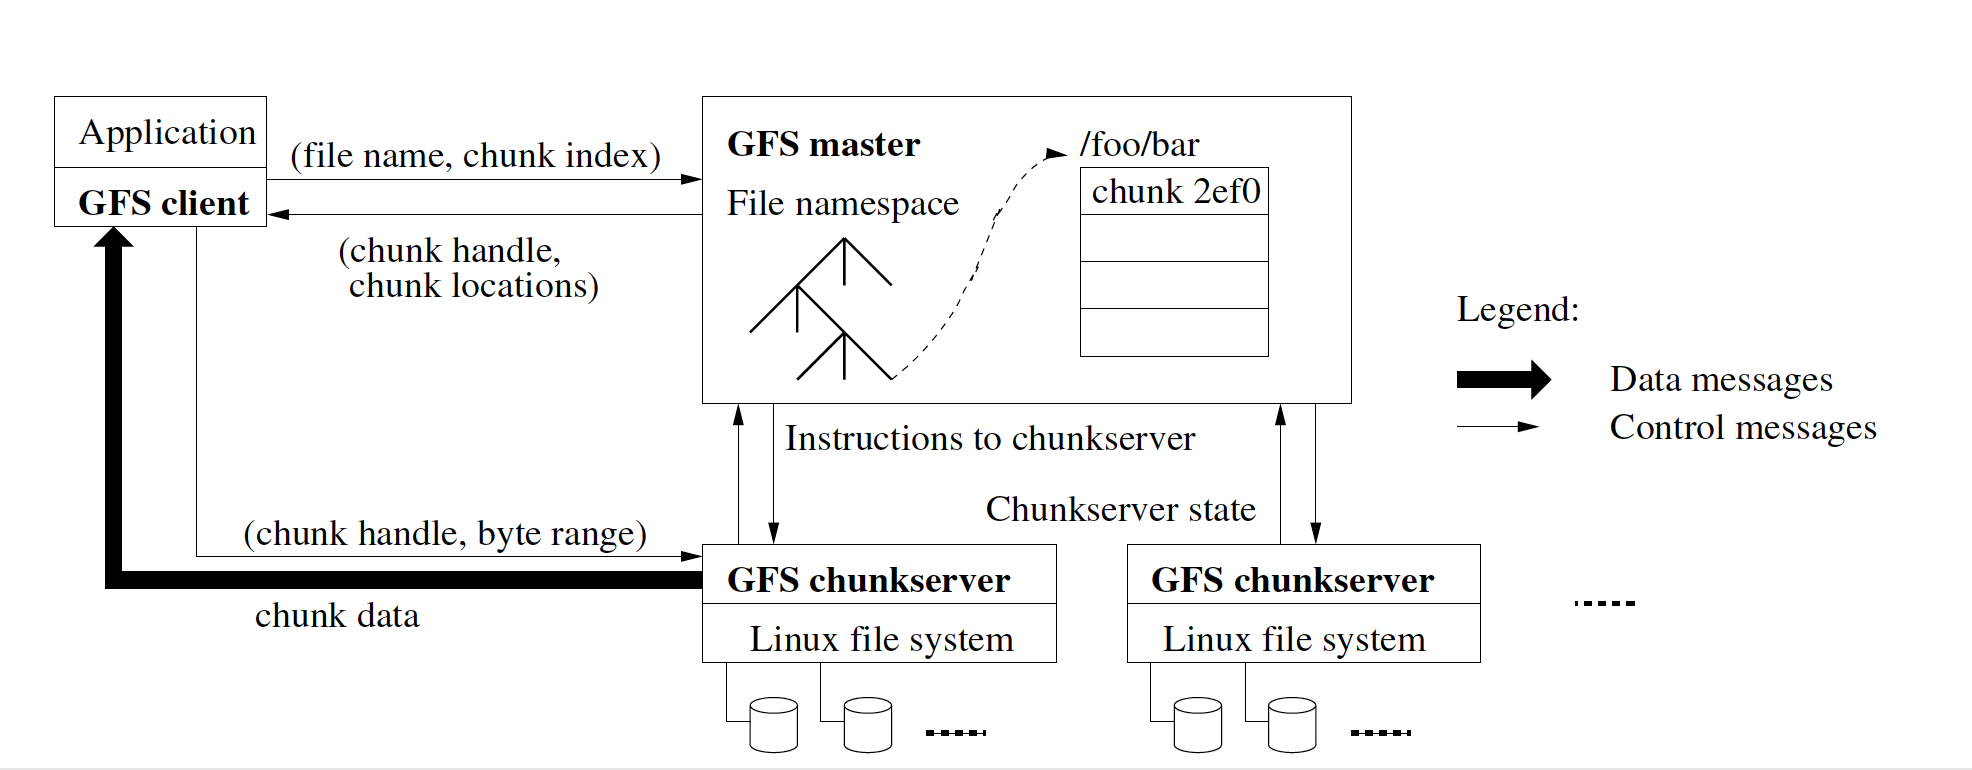 Application
GFS client
(file name, chunk index)
(chunk handle,
chunk locations)
GFS master
File namespace
/foo/bar
chunk 2ef0
Legend:
Data messages
Control messages
Instructions to chunkserver
Chunkserver state
(chunk handle, byte range)
chunk data
GFS chunkserver
Linux file system
GFS chunkserver
Linux file system